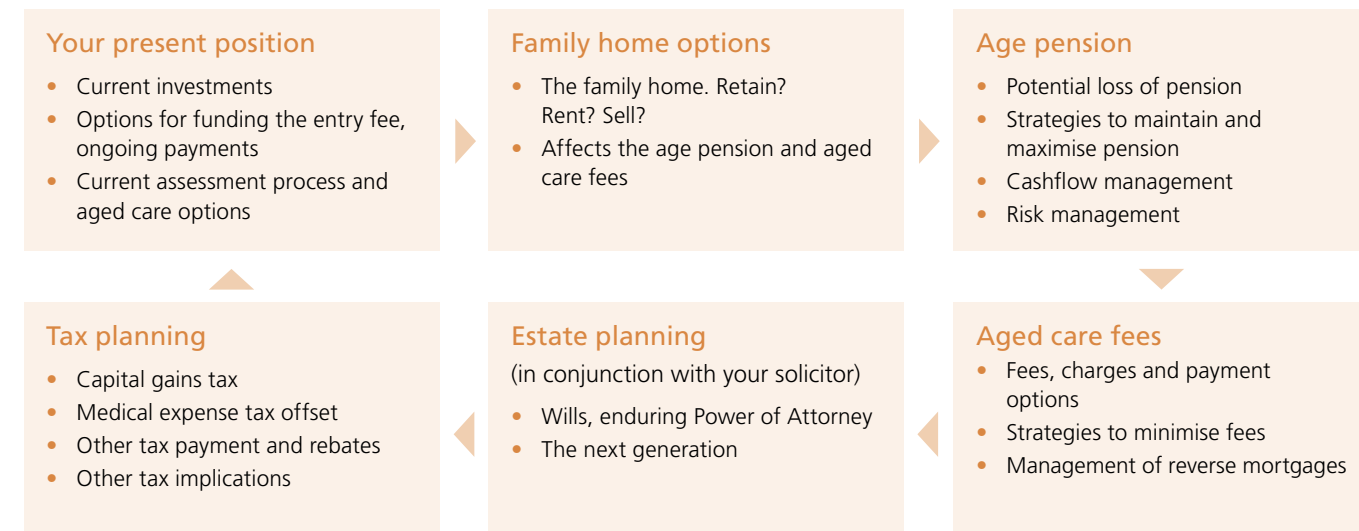 Your present position
• Current investments
• Options for funding the entry fee,
ongoing payments
• Current assessment process and
aged care options
Family home options
• The family home. Retain?
Rent? Sell?
• Affects the age pension and aged
care fees
Age pension
• Potential loss of pension
• Strategies to maintain and
maximise pension
• Cashflow management
• Risk management
Aged care fees
• Fees, charges and payment
options
• Strategies to minimise fees
• Management of reverse mortgages
Estate planning
(in conjunction with your solicitor)
• Wills, enduring Power of Attorney
• The next generation
Tax planning
• Capital gains tax
• Medical expense tax offset
• Other tax payment and rebates
• Other tax implications